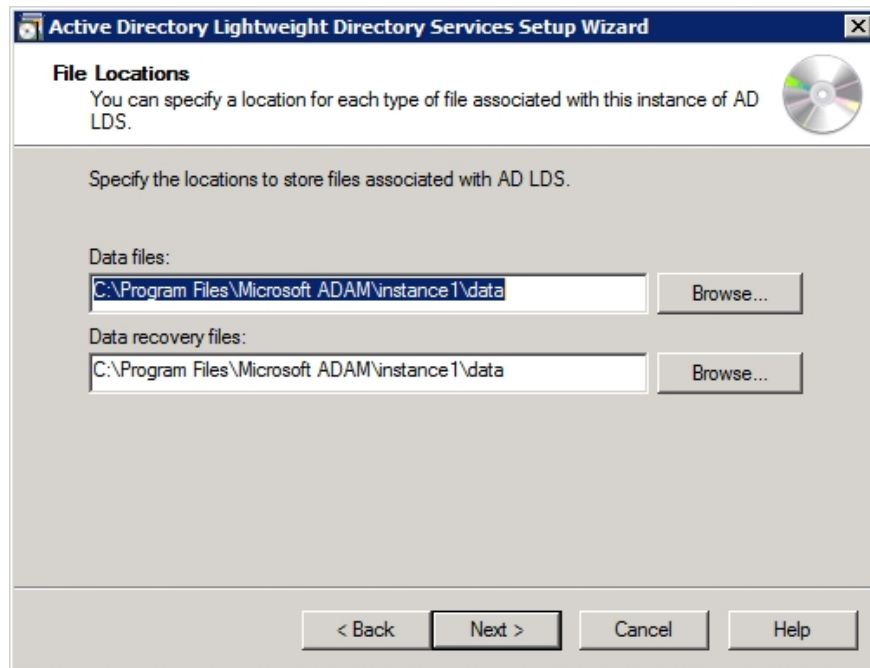 Active Directory Lightweight Directory Services Setup Wizard
File Locations
You can specify a location for each type of file associated with this instance of AD
LDS.
Specify the locations to store files associated with AD LDS.
Data files:
C:\Program Files\Microsoft ADAM\instance1\data
Browse...
Data recovery files:
C:\Program Files\Microsoft ADAM\instance1\data
Browse...
< Back
Next >
Cancel
Help